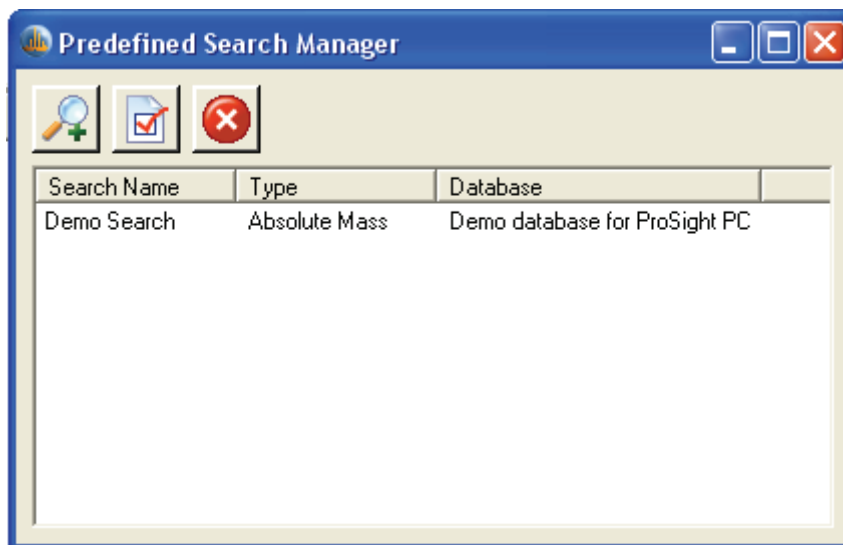 Predefined Search Manager
Search Name Type Database
Demo Search Absolute Mass Demo database for ProSight PC